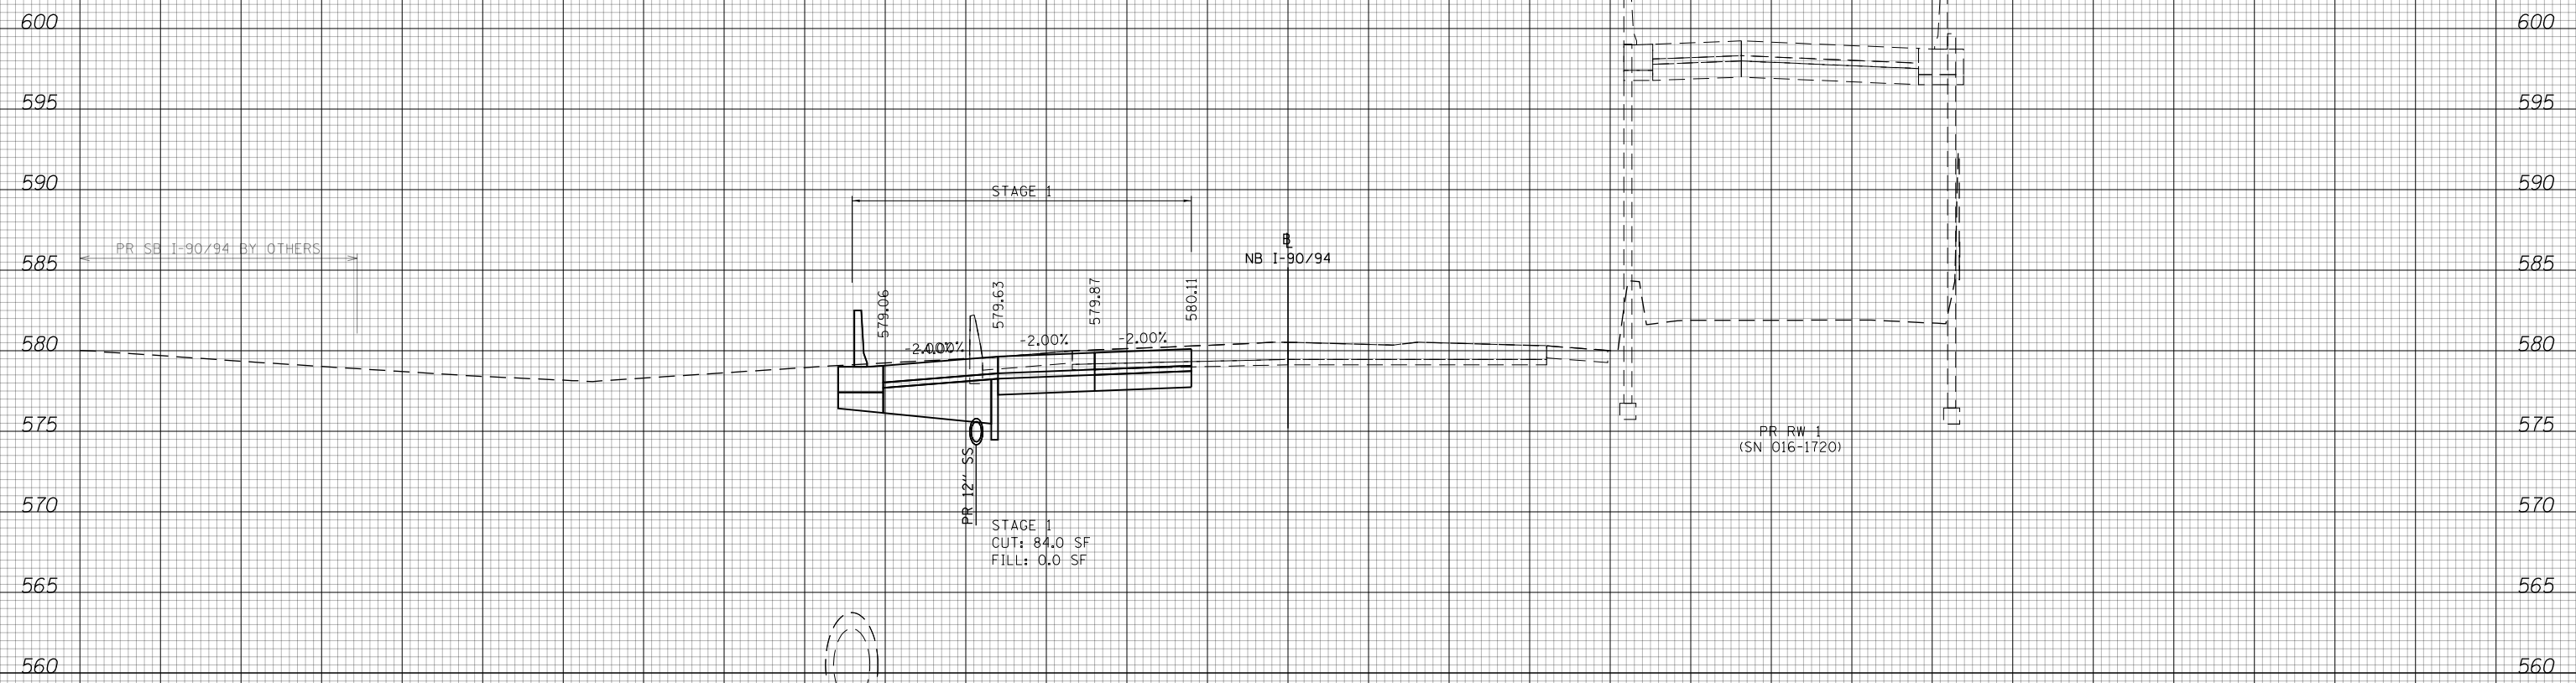 600 600
595 595
590 590
STAGE 1
PR SB I-90/94 BY OTHERS
B
NB I-90/94
585 585
579.06 579.63 579.87 580.11
-2.00% -2.00%
580 580
575 575
PR RW 1
(SN 016-1720)
PR 12" SS
570 570
STAGE 1
CUT: 84.0 SF
FILL: 0.0 SF
565 565
560 560